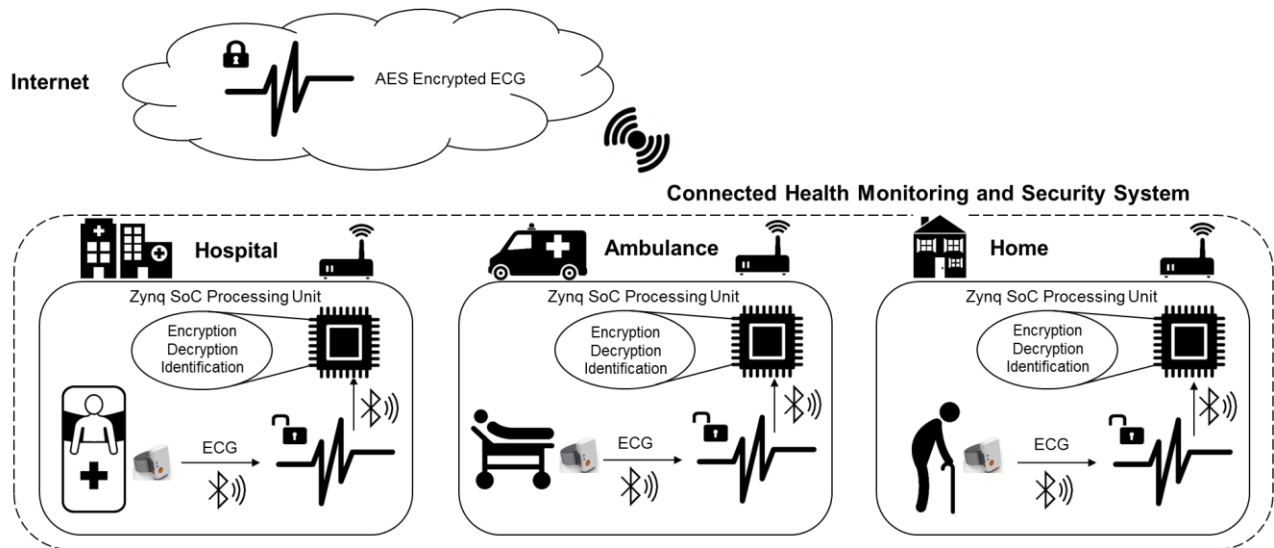 Internet
AES Encrypted ECG
Connected Health Monitoring and Security System
Hospital
Zynq SoC Processing Unit
Encryption
Decryption
Identification
ECG
Ambulance
Zynq SoC Processing Unit
Encryption
Decryption
Identification
ECG
Home
Zynq SoC Processing Unit
Encryption
Decryption
Identification
ECG